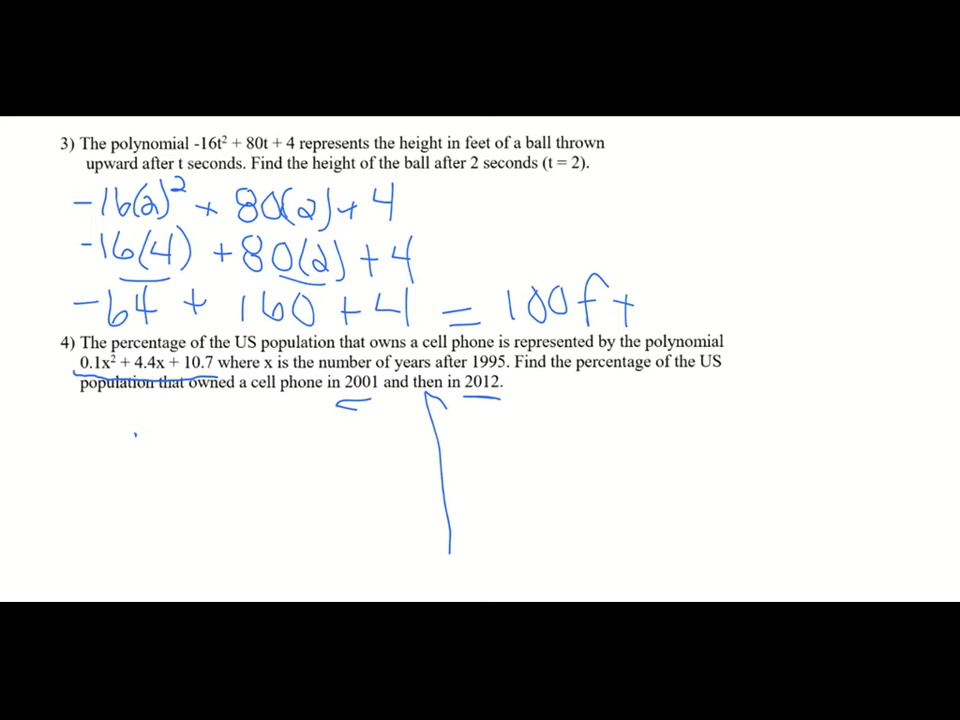 3) The polynomial -16t² + 80t + 4 represents the height in feet of a ball thrown
upward after t seconds. Find the height of the ball after 2 seconds (t = 2).
-16(2)² + 80(2) + 4
-16(4) + 80(2) + 4
-64 + 160 + 4 = 100ft
4) The percentage of the US population that owns a cell phone is represented by the polynomial
0.1x² + 4.4x + 10.7 where x is the number of years after 1995. Find the percentage of the US
population that owned a cell phone in 2001 and then in 2012.